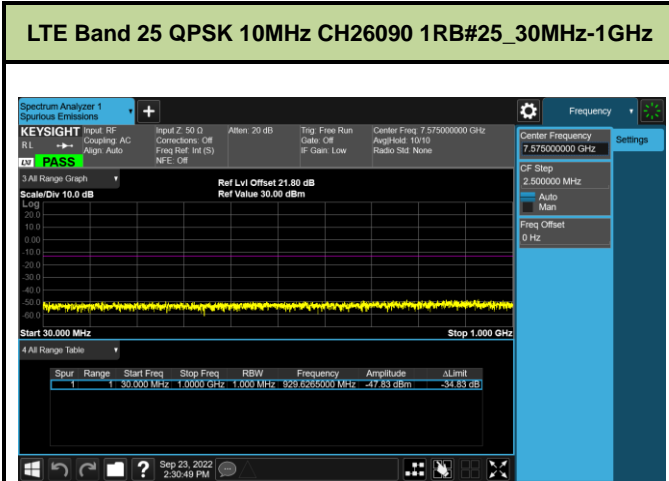 LTE Band 25 QPSK 10MHz CH26090 1RB#25_30MHz-1GHz
Spectrum Analyzer 1
Spurious Emissions
Frequency
KEYSIGHT
RL
LXI
PASS
Input: RF
Coupling: AC
Align: Auto
Input Z: 50 Ω
Corrections: Off
Freq Ref: Int (S)
NFE: Off
Atten: 20 dB
Trig: Free Run
Gate: Off
IF Gain: Low
Center Freq: 7.575000000 GHz
Avg|Hold: 10/10
Radio Std: None
Center Frequency
7.575000000 GHz
Settings
CF Step
2.500000 MHz
Auto
Man
Freq Offset
0 Hz
3 All Range Graph
Scale/Div 10.0 dB
Ref Lvl Offset 21.80 dB
Ref Value 30.00 dBm
Log
20.0
10.0
0.00
-10.0
-20.0
-30.0
-40.0
-50.0
-60.0
Start 30.000 MHz Stop 1.000 GHz
4 All Range Table
Spur Range Start Freq Stop Freq RBW Frequency Amplitude ΔLimit
1 1 30.000 MHz 1.0000 GHz 1.000 MHz 929.6265000 MHz -47.83 dBm -34.83 dB
Sep 23, 2022
2:30:49 PM